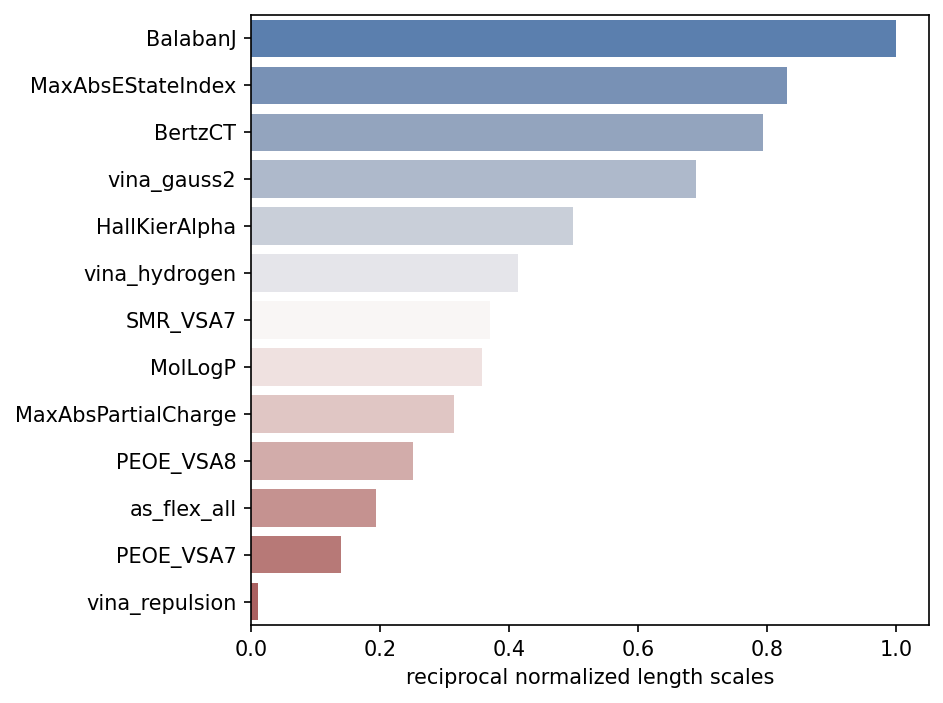 BalabanJ
MaxAbsEStateIndex
BertzCT
vina_gauss2
HallKierAlpha
vina_hydrogen
SMR_VSA7
MolLogP
MaxAbsPartialCharge
PEOE_VSA8
as_flex_all
PEOE_VSA7
vina_repulsion
0.0 0.2 0.4 0.6 0.8 1.0
reciprocal normalized length scales